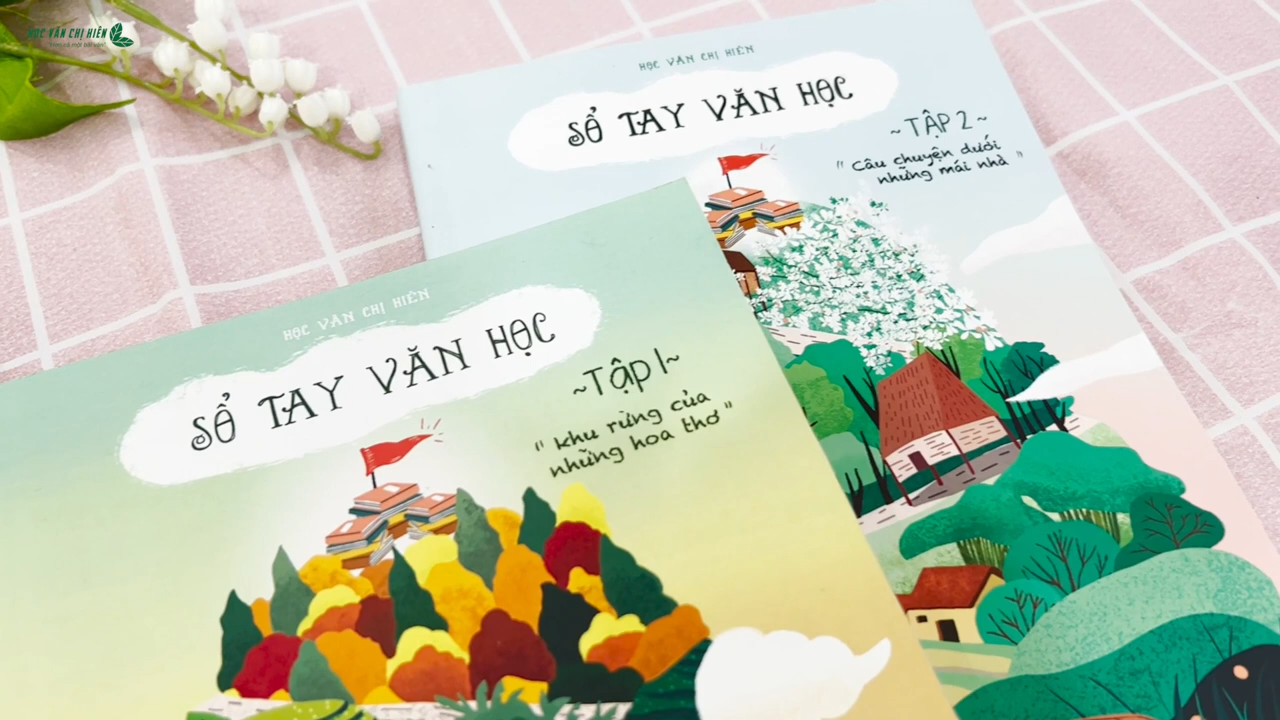 HỌC VĂN CHỊ HIÊN
HỌC VĂN CHỊ HIÊN
SỔ TAY VĂN HỌC
~TẬP 2~
"Câu chuyện dưới
những mái nhà"
HỌC VĂN CHỊ HIÊN
SỔ TAY VĂN HỌC
~TẬP 1~
"khu rừng của
những hoa thơ"